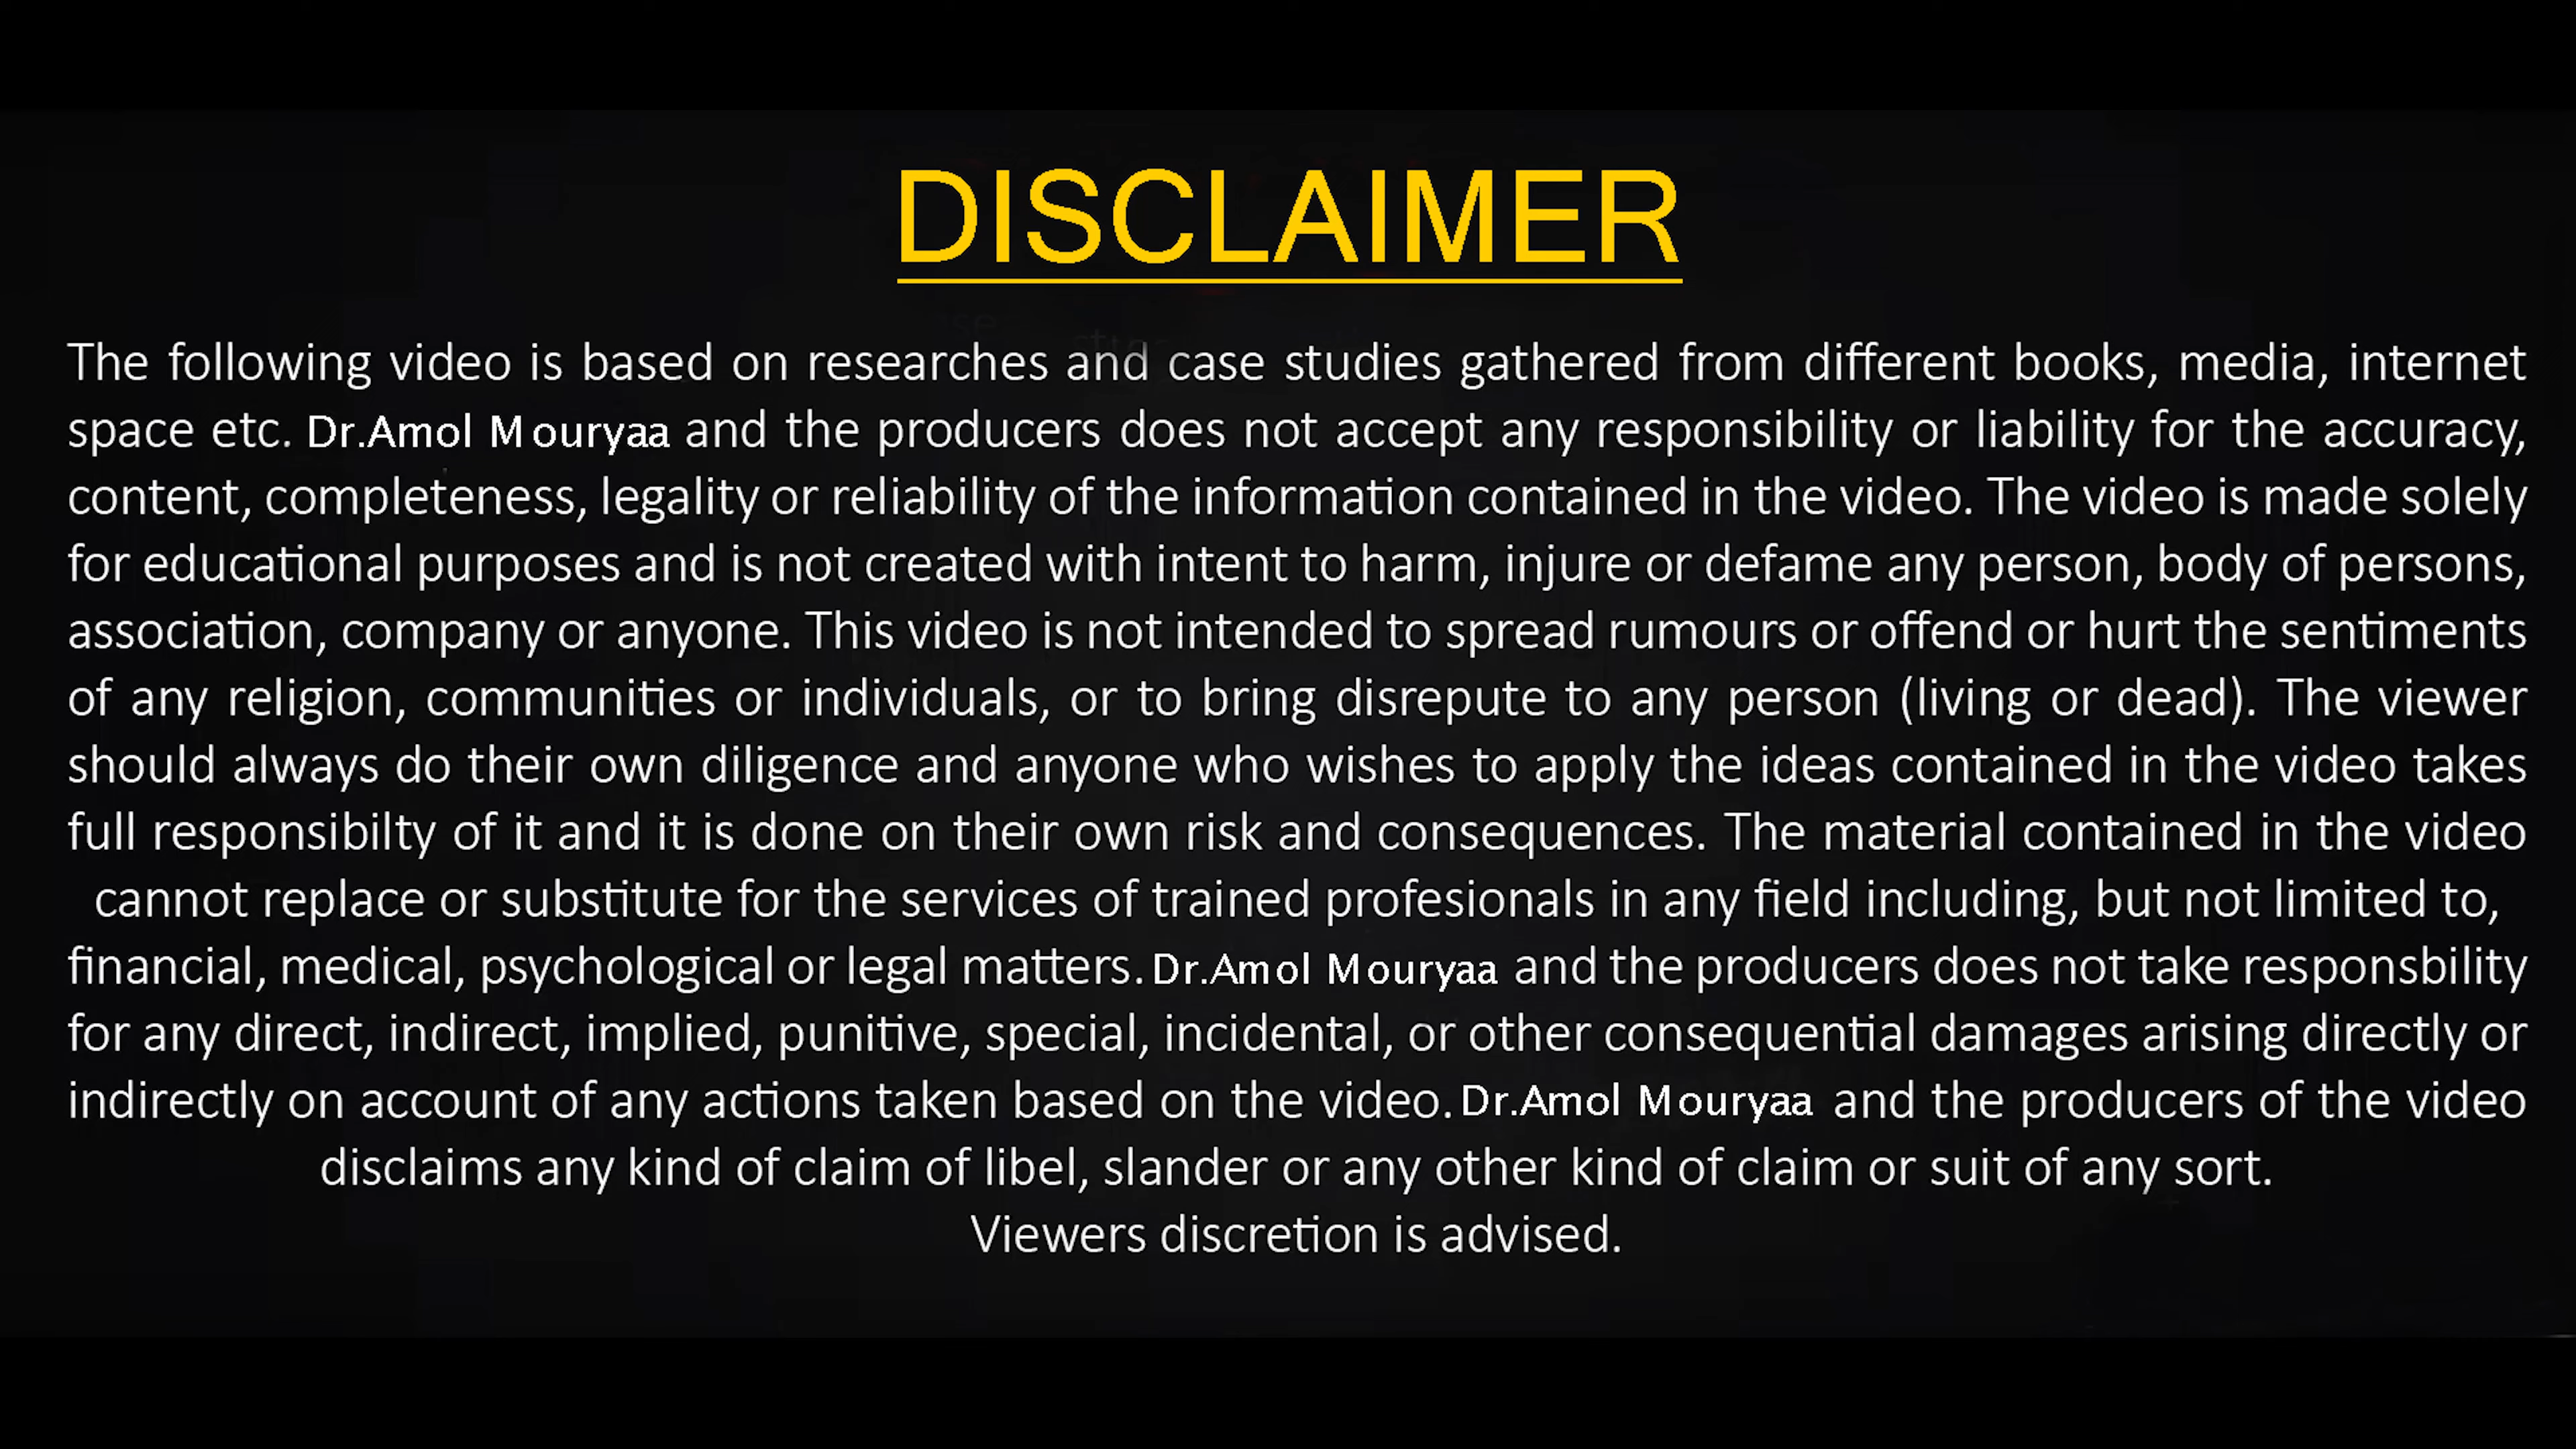 DISCLAIMER
The following video is based on researches and case studies gathered from different books, media, internet
space etc. Dr.Amol Mouryaa and the producers does not accept any responsibility or liability for the accuracy,
content, completeness, legality or reliability of the information contained in the video. The video is made solely
for educational purposes and is not created with intent to harm, injure or defame any person, body of persons,
association, company or anyone. This video is not intended to spread rumours or offend or hurt the sentiments
of any religion, communities or individuals, or to bring disrepute to any person (living or dead). The viewer
should always do their own diligence and anyone who wishes to apply the ideas contained in the video takes
full responsibilty of it and it is done on their own risk and consequences. The material contained in the video
cannot replace or substitute for the services of trained profesionals in any field including, but not limited to,
financial, medical, psychological or legal matters. Dr.Amol Mouryaa and the producers does not take responsbility
for any direct, indirect, implied, punitive, special, incidental, or other consequential damages arising directly or
indirectly on account of any actions taken based on the video. Dr.Amol Mouryaa and the producers of the video
disclaims any kind of claim of libel, slander or any other kind of claim or suit of any sort.
Viewers discretion is advised.